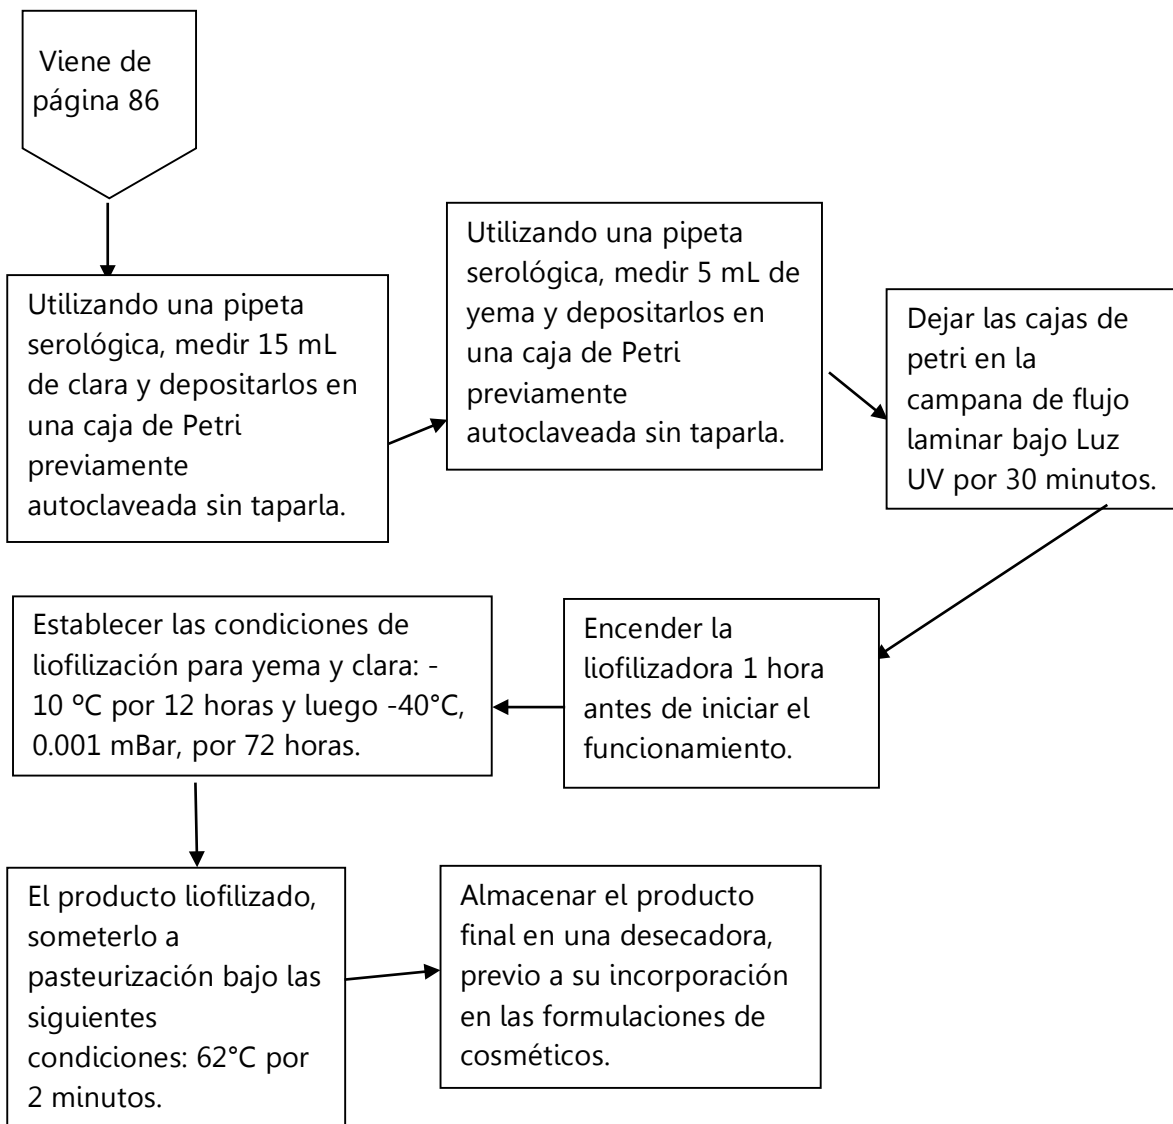 Viene de
página 86
Utilizando una pipeta
serológica, medir 15 mL
de clara y depositarlos en
una caja de Petri
previamente
autoclaveada sin taparla.
Utilizando una pipeta
serológica, medir 5 mL de
yema y depositarlos en
una caja de Petri
previamente
autoclaveada sin taparla.
Dejar las cajas de
petri en la
campana de flujo
laminar bajo Luz
UV por 30 minutos.
Encender la
liofilizadora 1 hora
antes de iniciar el
funcionamiento.
Establecer las condiciones de
liofilización para yema y clara: -
10 ºC por 12 horas y luego -40°C,
0.001 mBar, por 72 horas.
El producto liofilizado,
someterlo a
pasteurización bajo las
siguientes
condiciones: 62°C por
2 minutos.
Almacenar el producto
final en una desecadora,
previo a su incorporación
en las formulaciones de
cosméticos.